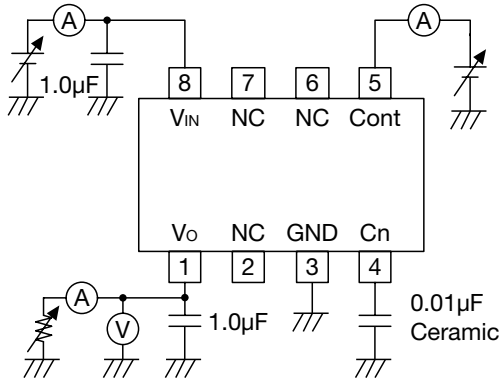 A
A
1.0µF
8
7
6
5
VIN
NC
NC
Cont
VO
NC
GND
Cn
1
2
3
4
A
V
1.0µF
0.01µF
Ceramic